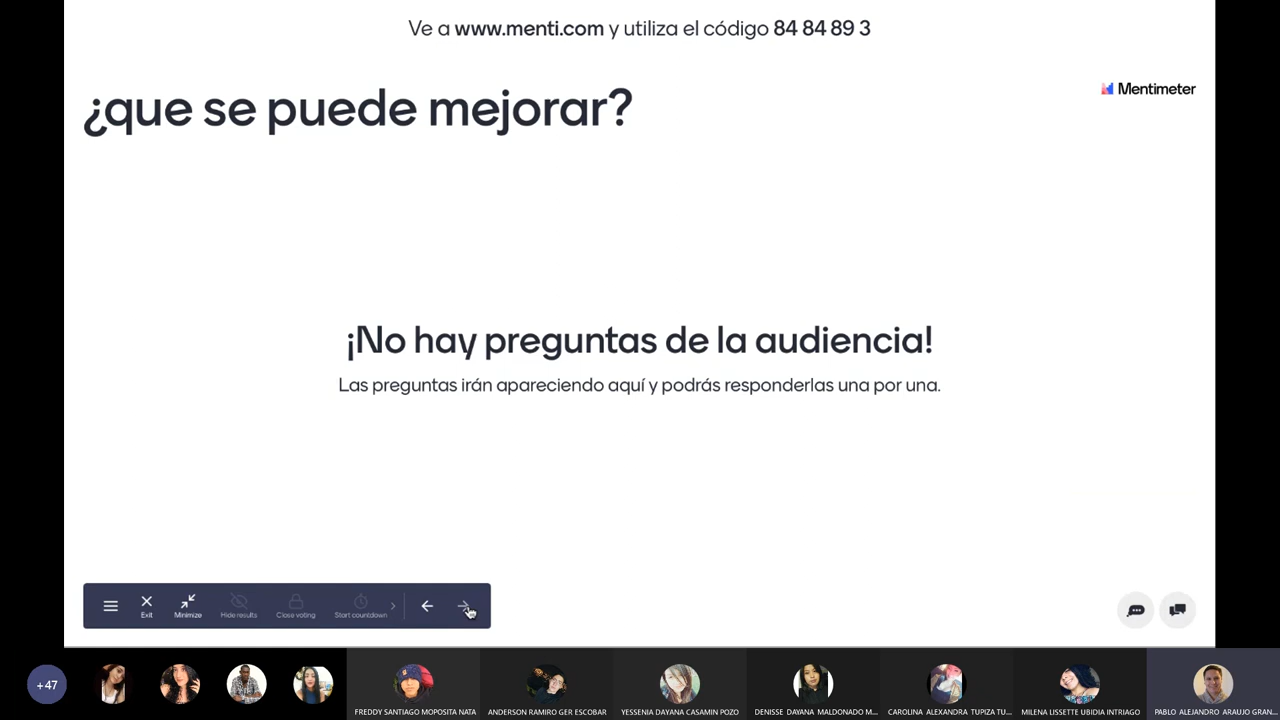 Ve a www.menti.com y utiliza el código 84 84 89 3
¿que se puede mejorar?
Mentimeter
¡No hay preguntas de la audiencia!
Las preguntas irán apareciendo aquí y podrás responderlas una por una.
Exit
Minimize
Hide results
Close voting
Start countdown
+47
FREDDY SANTIAGO MOPOSITA NATA
ANDERSON RAMIRO GER ESCOBAR
YESSENIA DAYANA CASAMIN POZO
DENISSE DAYANA MALDONADO M...
CAROLINA ALEXANDRA TUPIZA TU...
MILENA LISSETTE UBIDIA INTRIAGO
PABLO ALEJANDRO ARAUJO GRAN...